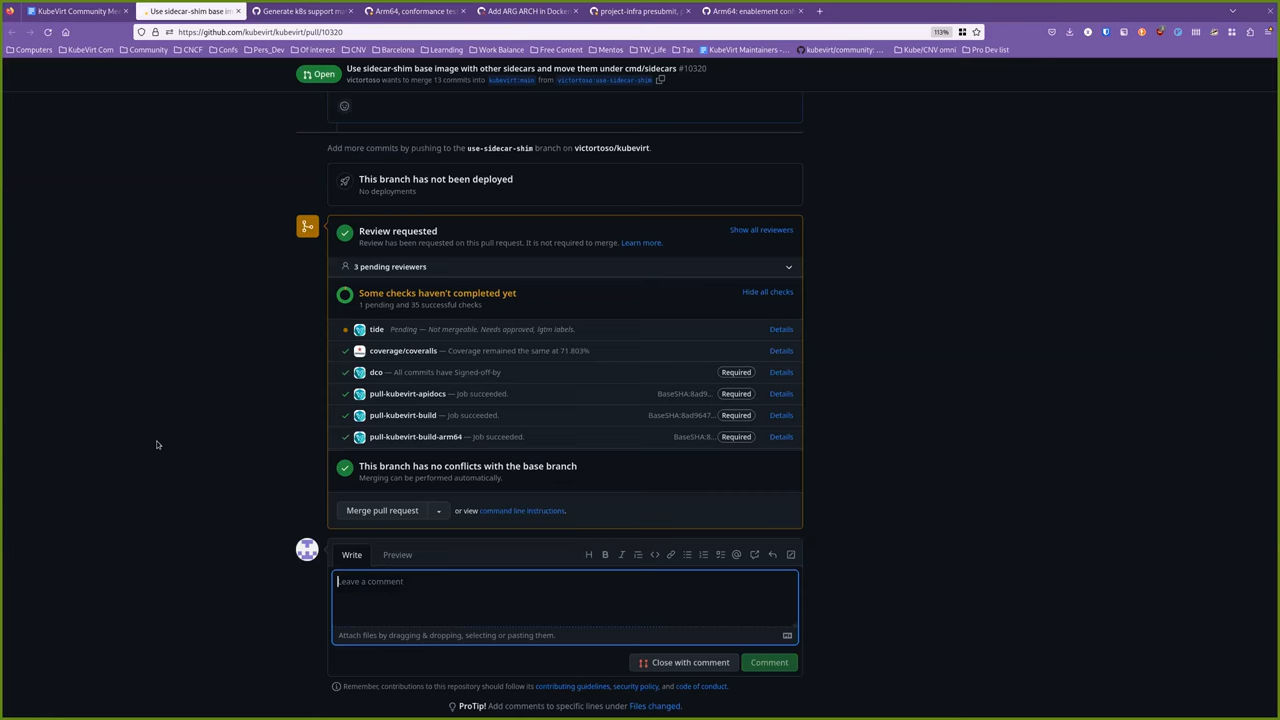 KubeVirt Community Me
Use sidecar-shim base im
Generate k8s support ma
Arm64, conformance tes
Add ARG ARCH in Docke
project-infra presubmit, p
Arm64: enablement con
https://github.com/kubevirt/kubevirt/pull/10320
113%
Computers
KubeVirt Com
Community
CNCF
Confs
Pers_Dev
Of interest
CNV
Barcelona
Leanding
Work Balance
Free Content
Mentos
TW_Life
Tax
KubeVirt Maintainers -…
kubevirt/community: …
Kube/CNV omni
Pro Dev list
Open
Use sidecar-shim base image with other sidecars and move them under cmd/sidecars #10320
victortoso wants to merge 13 commits into kubevirt:main from victortoso:use-sidecar-shim
Add more commits by pushing to the use-sidecar-shim branch on victortoso/kubevirt.
This branch has not been deployed
No deployments
Review requested
Show all reviewers
Review has been requested on this pull request. It is not required to merge. Learn more.
3 pending reviewers
Some checks haven't completed yet
Hide all checks
1 pending and 35 successful checks
tide Pending — Not mergeable. Needs approved, lgtm labels. Details
coverage/coveralls — Coverage remained the same at 71.803% Details
dco — All commits have Signed-off-by Required Details
pull-kubevirt-apidocs — Job succeeded. BaseSHA:8ad9... Required Details
pull-kubevirt-build — Job succeeded. BaseSHA:8ad9647... Required Details
pull-kubevirt-build-arm64 — Job succeeded. BaseSHA:8... Required Details
This branch has no conflicts with the base branch
Merging can be performed automatically.
Merge pull request
or view command line instructions.
Write
Preview
Leave a comment
Attach files by dragging & dropping, selecting or pasting them.
Close with comment
Comment
Remember, contributions to this repository should follow its contributing guidelines, security policy, and code of conduct.
ProTip! Add comments to specific lines under Files changed.